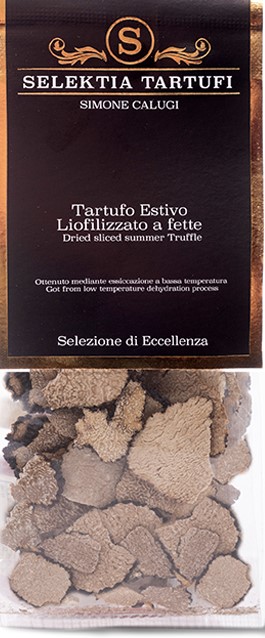 S
SELEKTIA TARTUFI
SIMONE CALUGI
Tartufo Estivo
Liofilizzato a fette
Dried sliced summer Truffle
Ottenuto mediante essiccazione a bassa temperatura
Got from low temperature dehydration process
Selezione di Eccellenza